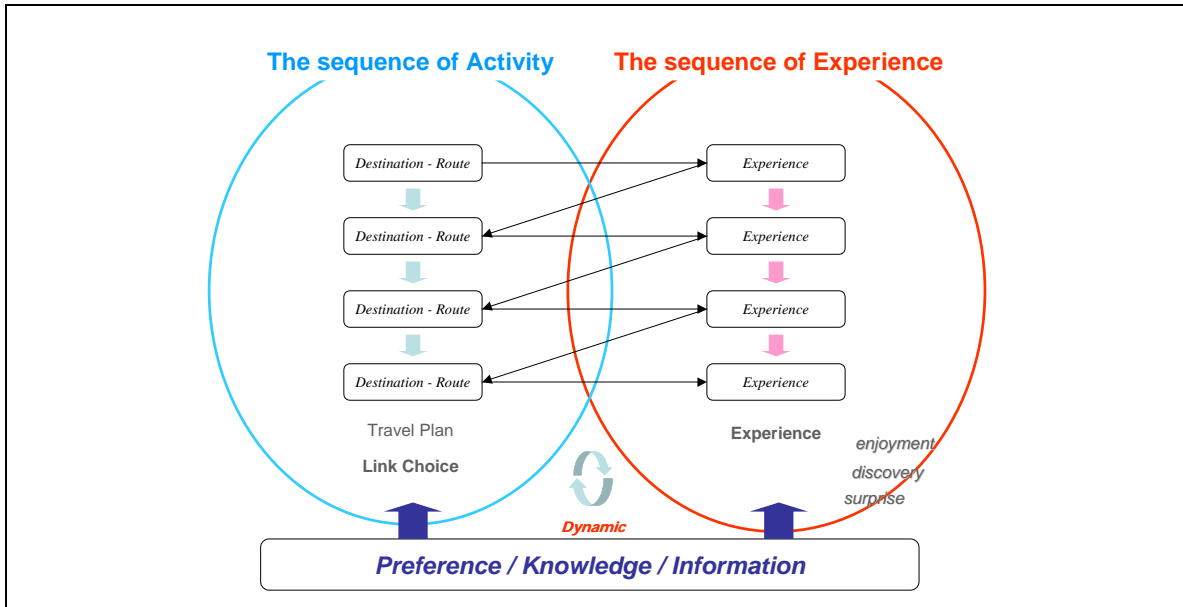 The sequence of Activity
The sequence of Experience
Destination - Route
Experience
Destination - Route
Experience
Destination - Route
Experience
Destination - Route
Experience
Travel Plan
Link Choice
Experience
enjoyment
discovery
surprise
Dynamic
Preference / Knowledge / Information